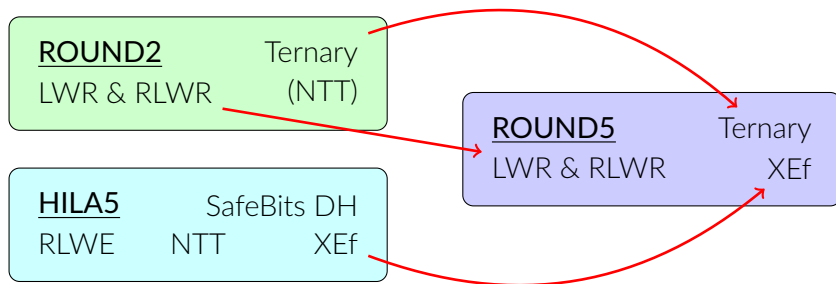 ROUND2 Ternary
LWR & RLWR (NTT)
HILA5 SafeBits DH
RLWE NTT XEf
ROUND5 Ternary
LWR & RLWR XEf